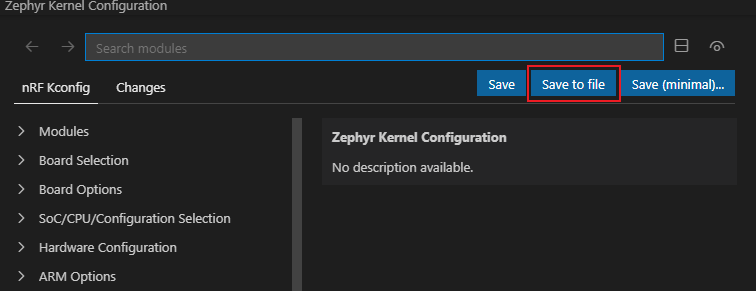 Zephyr Kernel Configuration
Search modules
nRF Kconfig Changes Save Save to file Save (minimal)...
Modules
Board Selection
Board Options
SoC/CPU/Configuration Selection
Hardware Configuration
ARM Options
Zephyr Kernel Configuration
No description available.